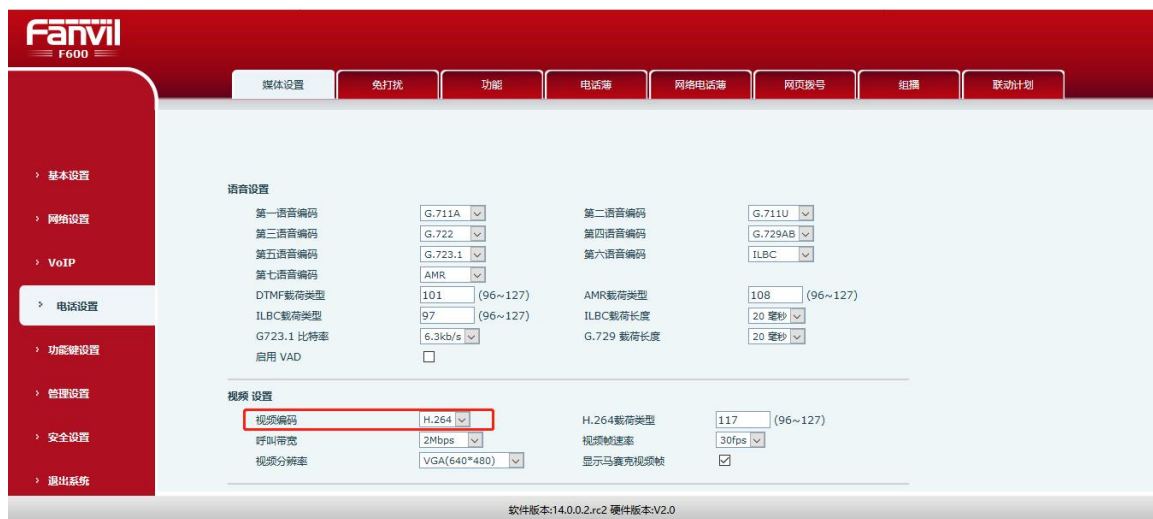 Fanvil
F600
媒体设置 免打扰 功能 电话薄 网络电话薄 网页拨号 组播 联动计划
› 基本设置
› 网络设置
› VoIP
› 电话设置
› 功能键设置
› 管理设置
› 安全设置
› 退出系统
语音设置
第一语音编码 G.711A 第二语音编码 G.711U
第三语音编码 G.722 第四语音编码 G.729AB
第五语音编码 G.723.1 第六语音编码 ILBC
第七语音编码 AMR
DTMF载荷类型 101 (96~127) AMR载荷类型 108 (96~127)
ILBC载荷类型 97 (96~127) ILBC载荷长度 20 毫秒
G723.1 比特率 6.3kb/s G.729 载荷长度 20 毫秒
启用 VAD
视频 设置
视频编码 H.264 H.264载荷类型 117 (96~127)
呼叫带宽 2Mbps 视频帧速率 30fps
视频分辨率 VGA(640*480) 显示马赛克视频帧
软件版本:14.0.0.2.rc2 硬件版本:V2.0